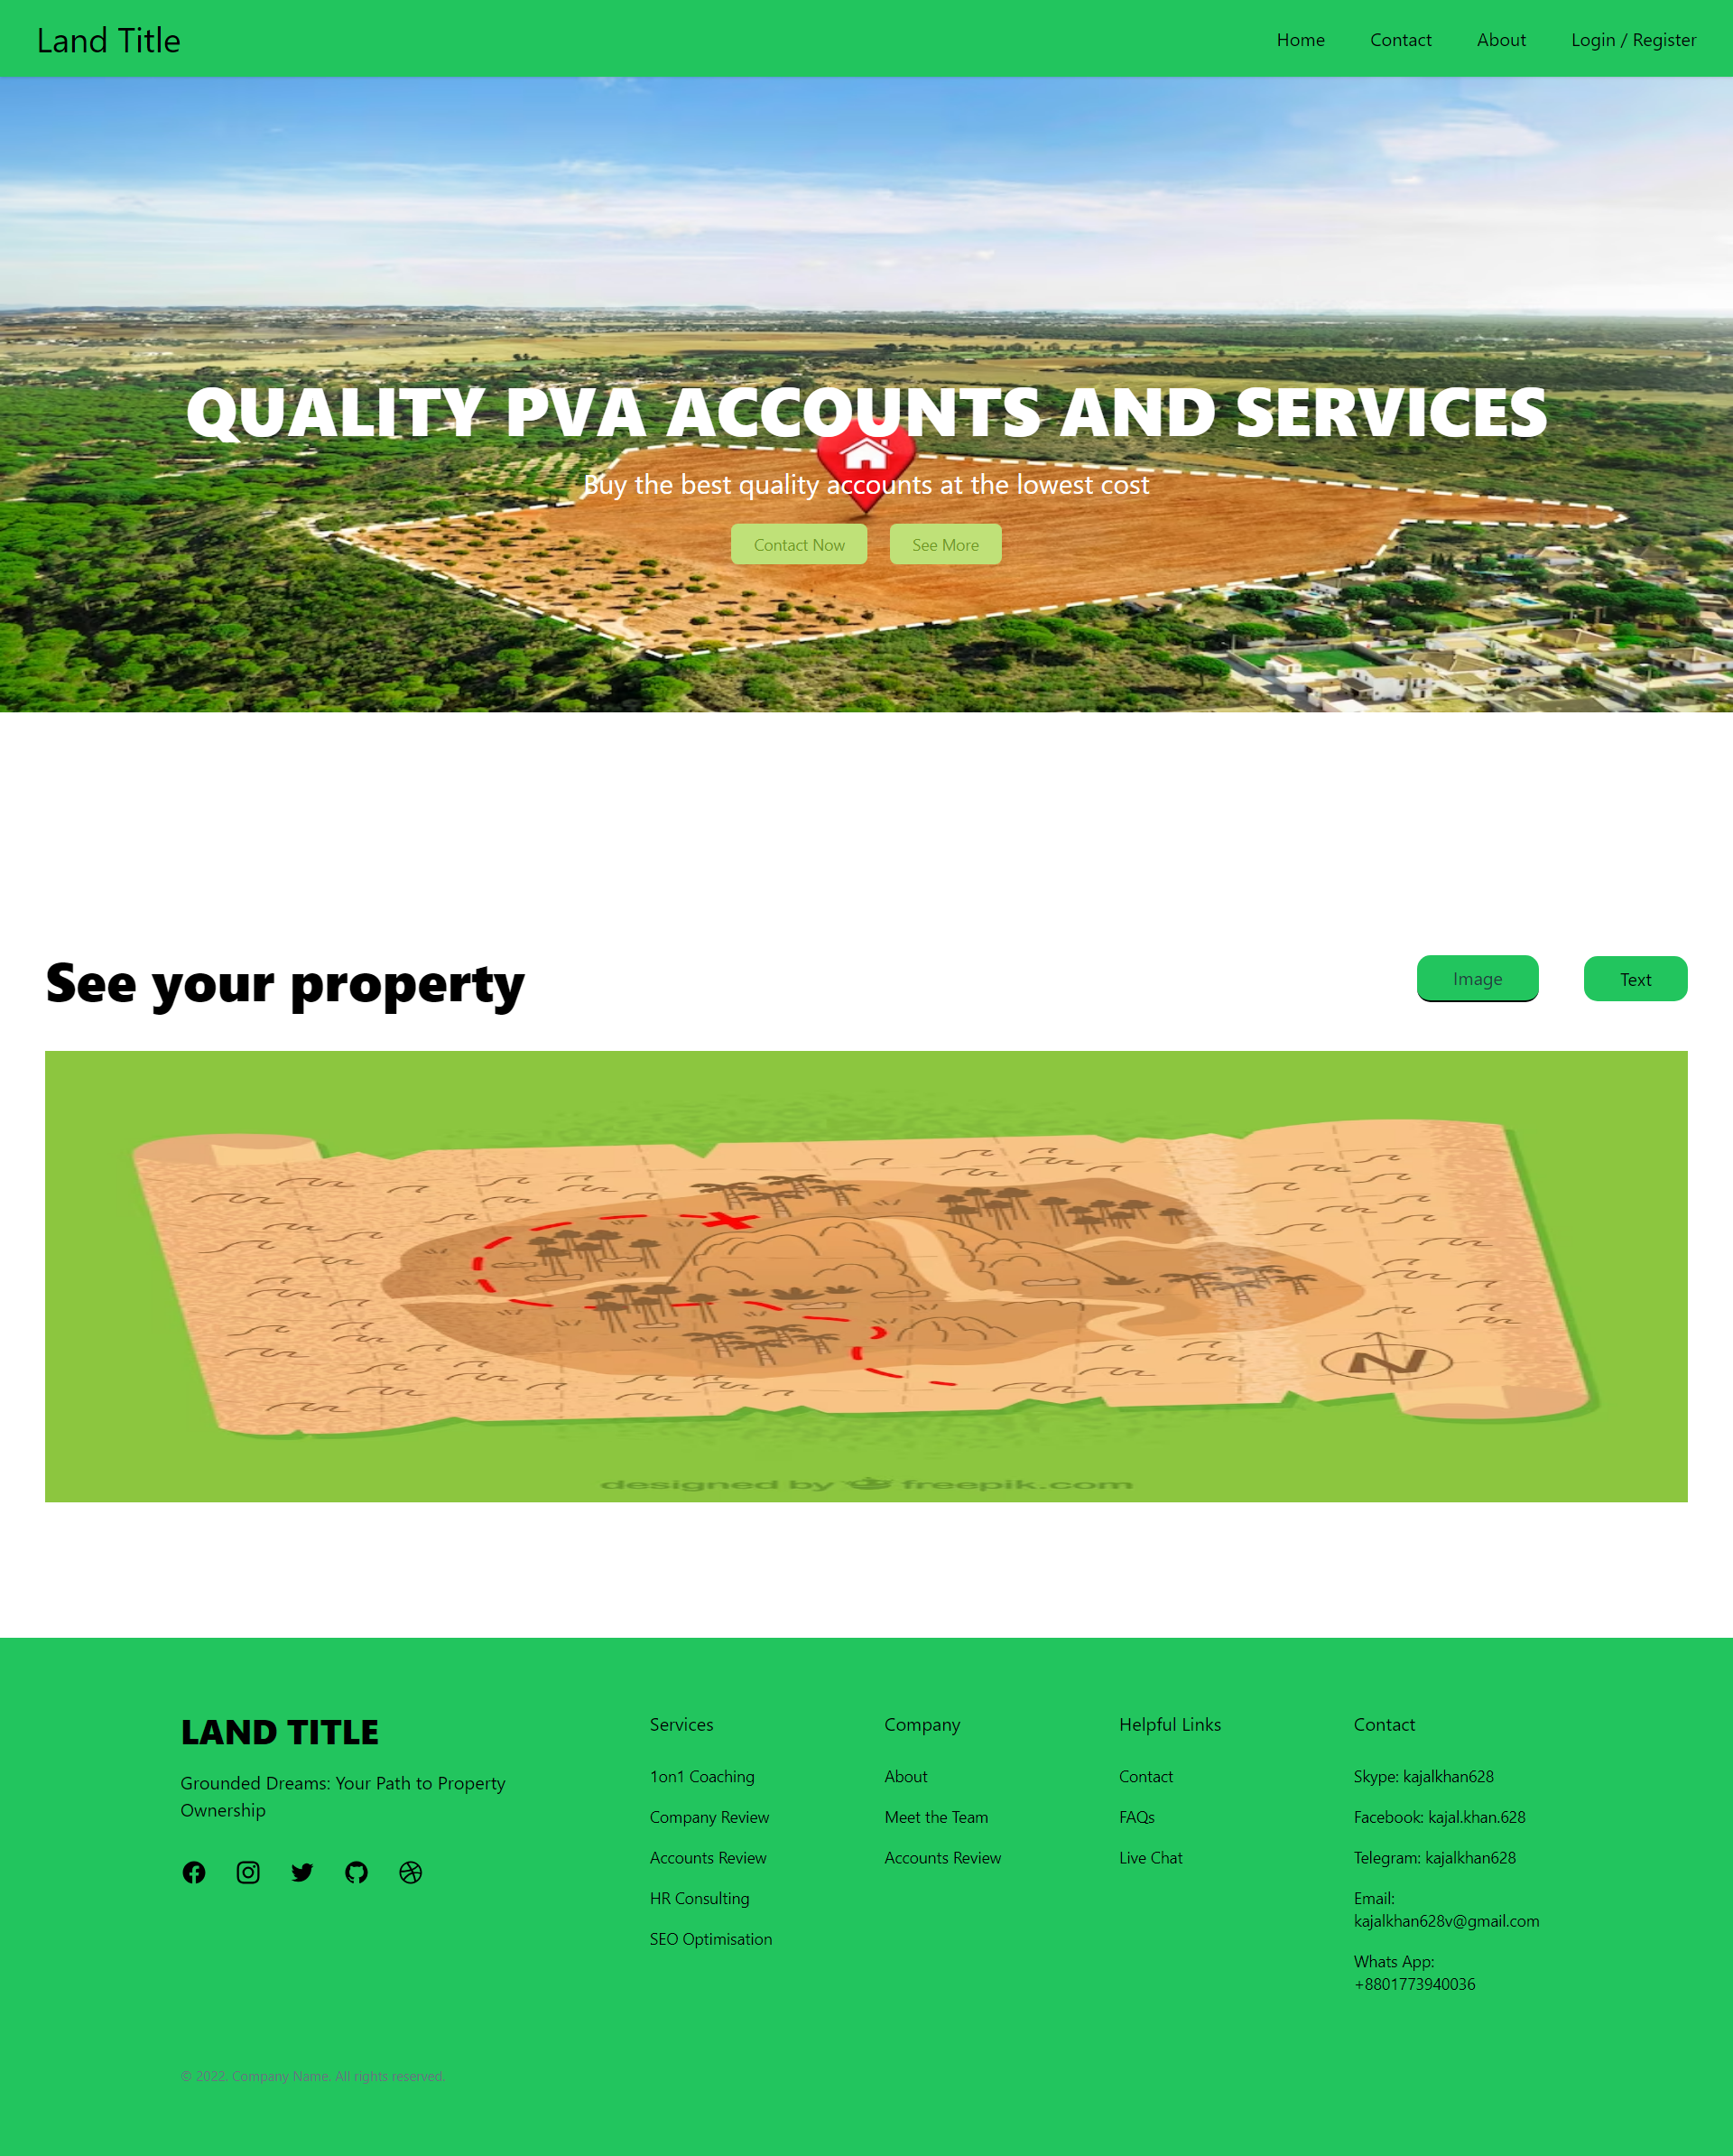 Land Title
Home
Contact
About
Login / Register
QUALITY PVA ACCOUNTS AND SERVICES
Buy the best quality accounts at the lowest cost
Contact Now
See More
See your property
Image
Text
N
designed by freepik.com
LAND TITLE
Grounded Dreams: Your Path to Property
Ownership
Services
1on1 Coaching
Company Review
Accounts Review
HR Consulting
SEO Optimisation
Company
About
Meet the Team
Accounts Review
Helpful Links
Contact
FAQs
Live Chat
Contact
Skype: kajalkhan628
Facebook: kajal.khan.628
Telegram: kajalkhan628
Email:
kajalkhan628v@gmail.com
Whats App:
+8801773940036
© 2022. Company Name. All rights reserved.